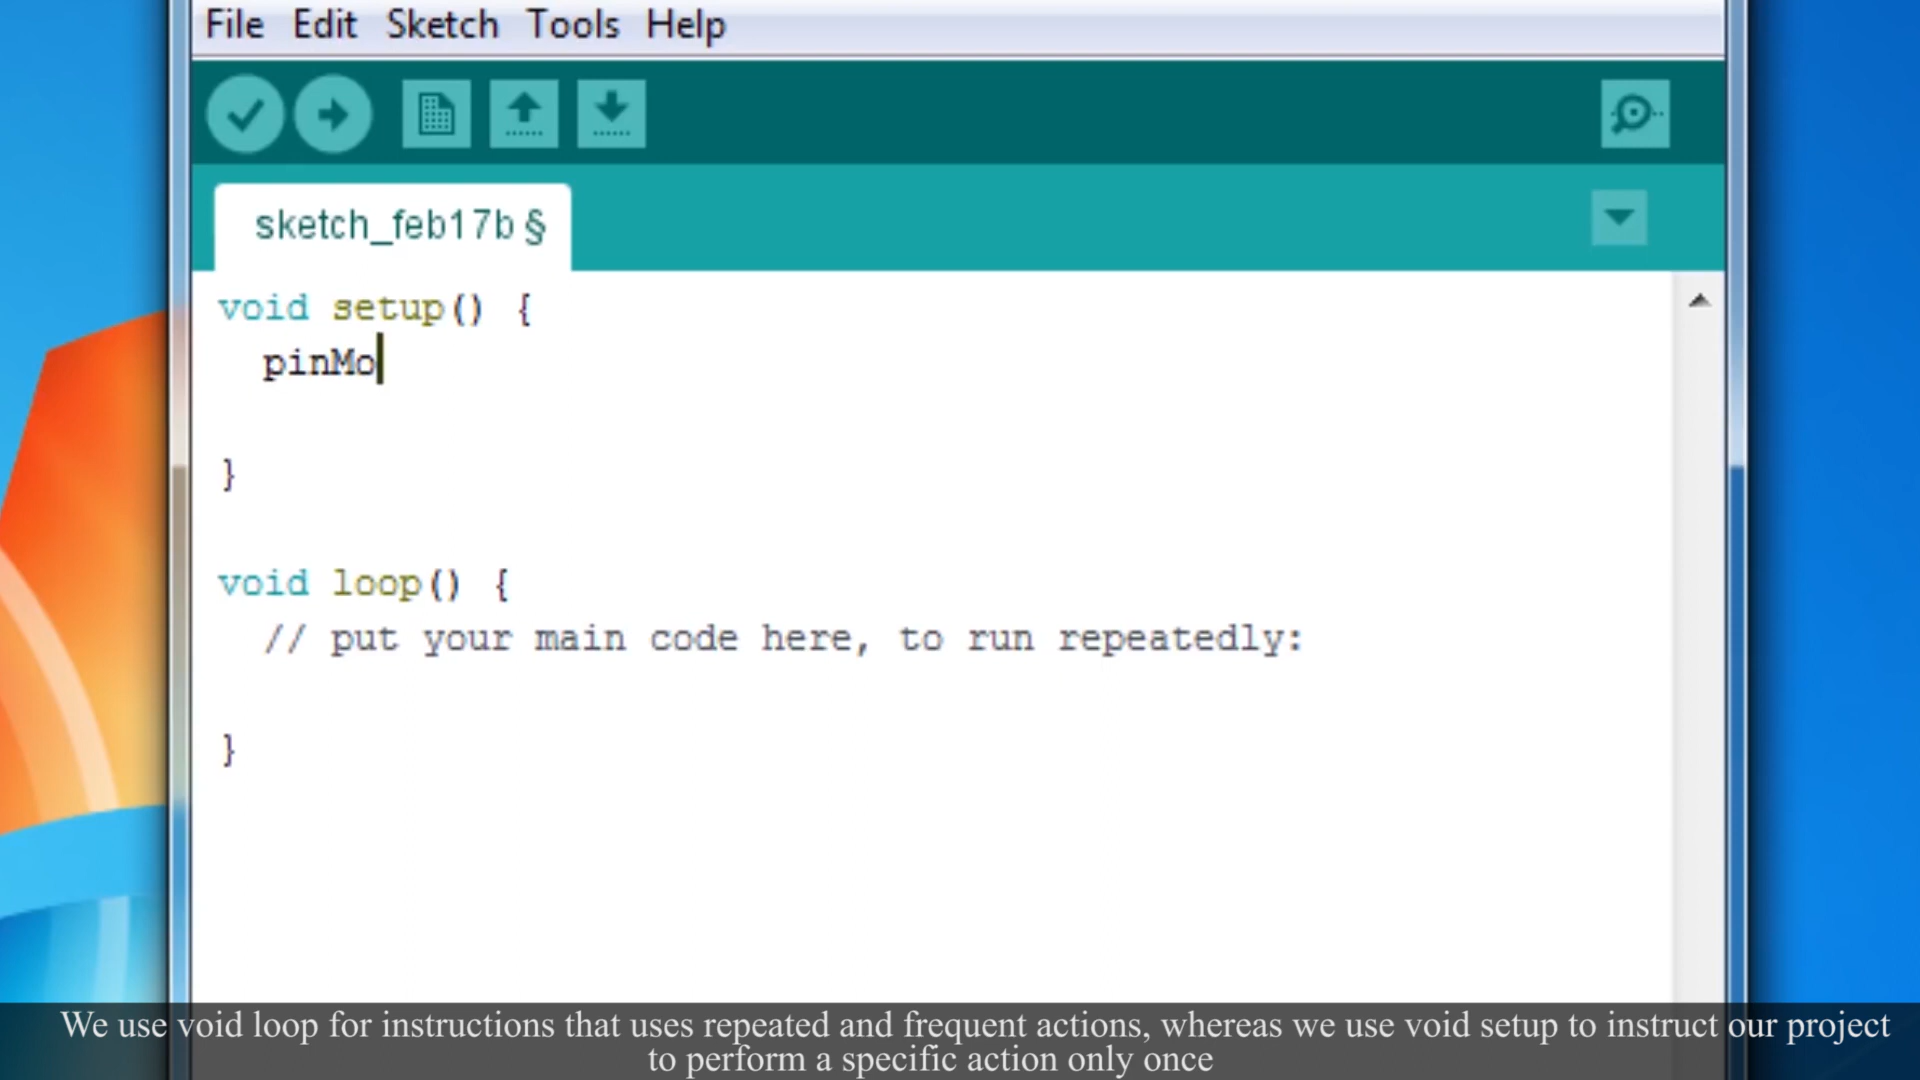 File Edit Sketch Tools Help
sketch_feb17b §
void setup() {
pinMo
}
void loop() {
// put your main code here, to run repeatedly:
}
We use void loop for instructions that uses repeated and frequent actions, whereas we use void setup to instruct our project
to perform a specific action only once